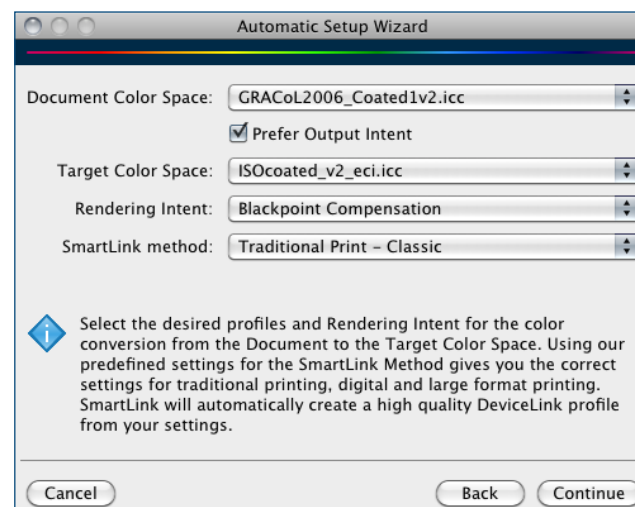 Automatic Setup Wizard
Document Color Space: GRACoL2006_Coated1v2.icc
Prefer Output Intent
Target Color Space: ISOcoated_v2_eci.icc
Rendering Intent: Blackpoint Compensation
SmartLink method: Traditional Print – Classic
Select the desired profiles and Rendering Intent for the color
conversion from the Document to the Target Color Space. Using our
predefined settings for the SmartLink Method gives you the correct
settings for traditional printing, digital and large format printing.
SmartLink will automatically create a high quality DeviceLink profile
from your settings.
Cancel Back Continue